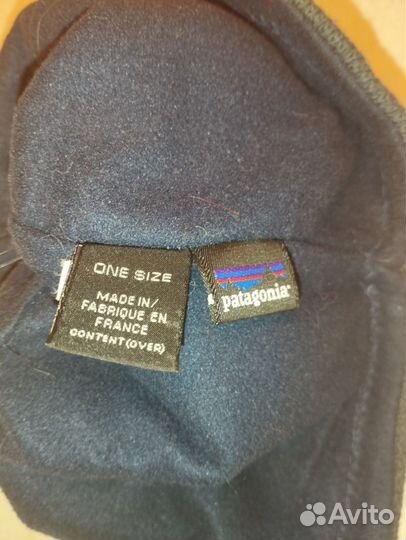 ONE SIZE
MADE IN/
FABRIQUE EN
FRANCE
CONTENT(OVER)
patagonia®
Avito